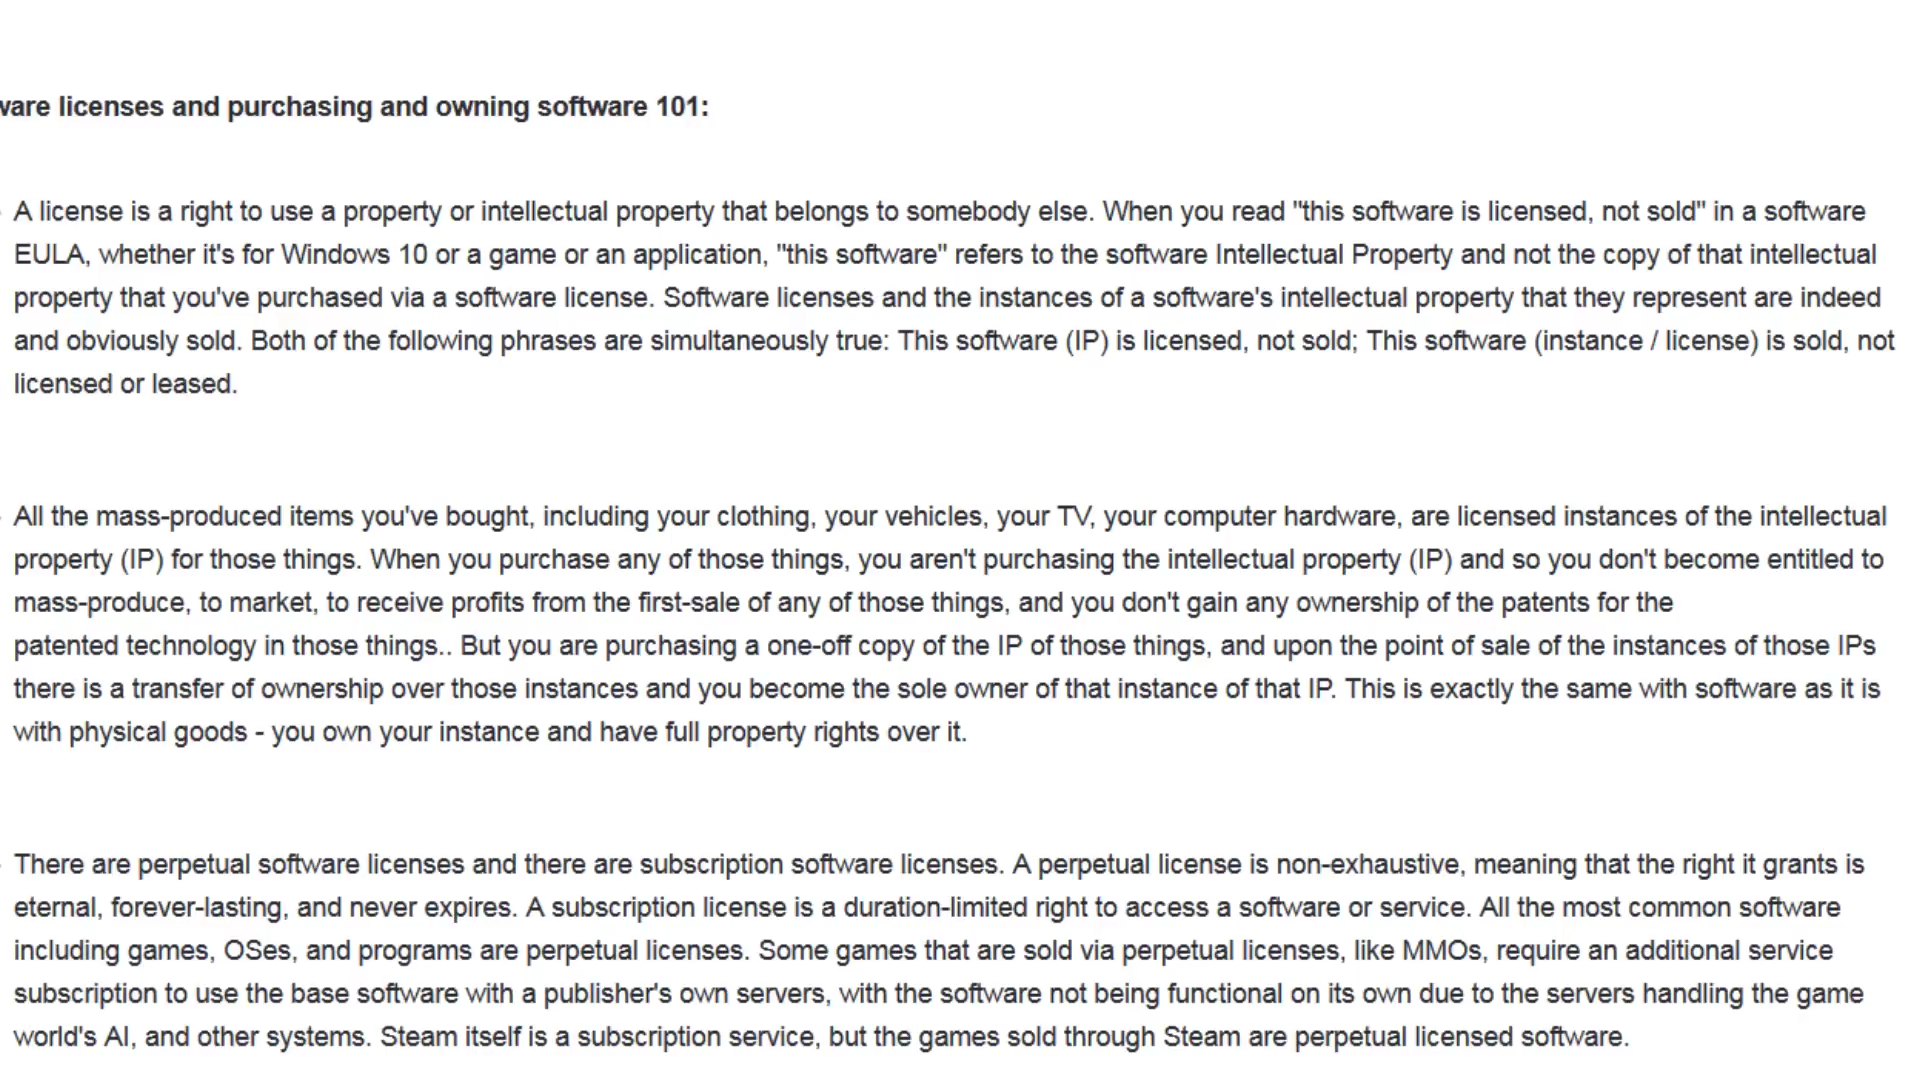 ware licenses and purchasing and owning software 101:
A license is a right to use a property or intellectual property that belongs to somebody else. When you read "this software is licensed, not sold" in a software
EULA, whether it's for Windows 10 or a game or an application, "this software" refers to the software Intellectual Property and not the copy of that intellectual
property that you've purchased via a software license. Software licenses and the instances of a software's intellectual property that they represent are indeed
and obviously sold. Both of the following phrases are simultaneously true: This software (IP) is licensed, not sold; This software (instance / license) is sold, not
licensed or leased.
All the mass-produced items you've bought, including your clothing, your vehicles, your TV, your computer hardware, are licensed instances of the intellectual
property (IP) for those things. When you purchase any of those things, you aren't purchasing the intellectual property (IP) and so you don't become entitled to
mass-produce, to market, to receive profits from the first-sale of any of those things, and you don't gain any ownership of the patents for the
patented technology in those things.. But you are purchasing a one-off copy of the IP of those things, and upon the point of sale of the instances of those IPs
there is a transfer of ownership over those instances and you become the sole owner of that instance of that IP. This is exactly the same with software as it is
with physical goods - you own your instance and have full property rights over it.
There are perpetual software licenses and there are subscription software licenses. A perpetual license is non-exhaustive, meaning that the right it grants is
eternal, forever-lasting, and never expires. A subscription license is a duration-limited right to access a software or service. All the most common software
including games, OSes, and programs are perpetual licenses. Some games that are sold via perpetual licenses, like MMOs, require an additional service
subscription to use the base software with a publisher's own servers, with the software not being functional on its own due to the servers handling the game
world's AI, and other systems. Steam itself is a subscription service, but the games sold through Steam are perpetual licensed software.